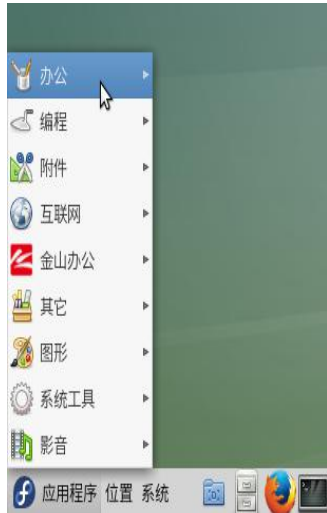 办公
编程
附件
互联网
金山办公
其它
图形
系统工具
影音
应用程序 位置 系统